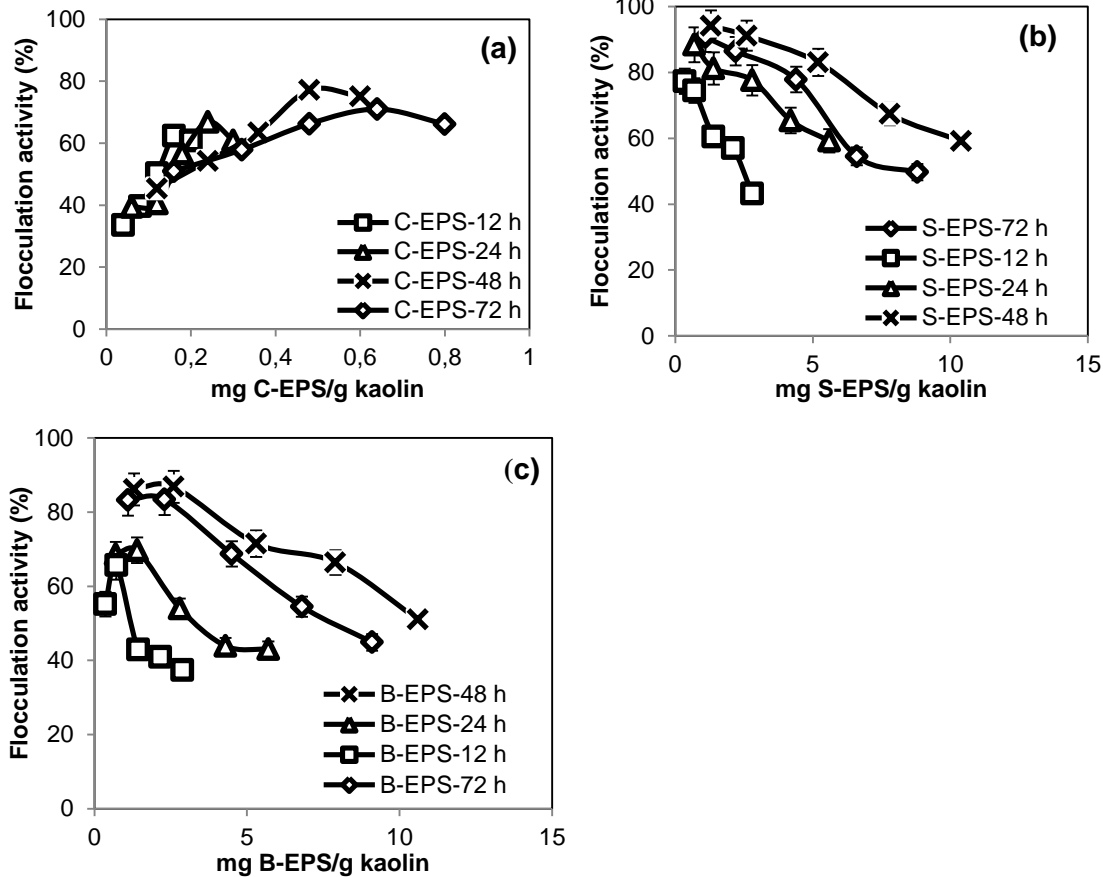 (a)
Flocculation activity (%)
100
80
60
40
20
0
C-EPS-12 h
C-EPS-24 h
C-EPS-48 h
C-EPS-72 h
0 0,2 0,4 0,6 0,8 1
mg C-EPS/g kaolin
(b)
Flocculation activity (%)
100
80
60
40
20
0
S-EPS-72 h
S-EPS-12 h
S-EPS-24 h
S-EPS-48 h
0 5 10 15
mg S-EPS/g kaolin
(c)
Flocculation activity (%)
100
80
60
40
20
0
B-EPS-48 h
B-EPS-24 h
B-EPS-12 h
B-EPS-72 h
0 5 10 15
mg B-EPS/g kaolin